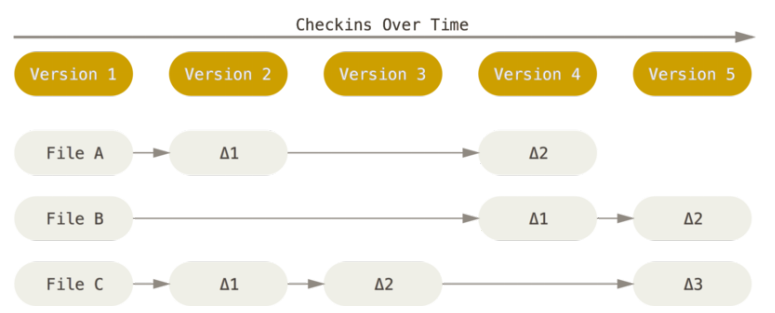 Checkins Over Time
Version 1 Version 2 Version 3 Version 4 Version 5
File A Δ1 Δ2
File B Δ1 Δ2
File C Δ1 Δ2 Δ3